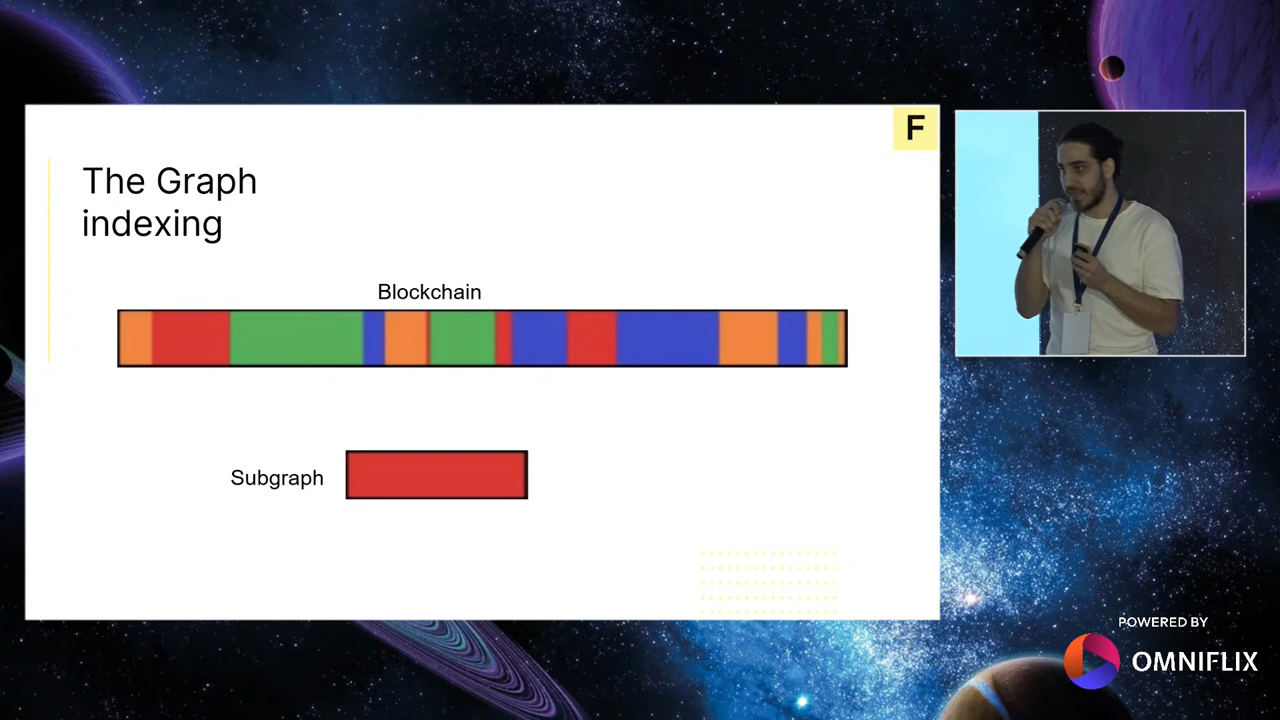 F
The Graph
indexing
Blockchain
Subgraph
POWERED BY
OMNIFLIX